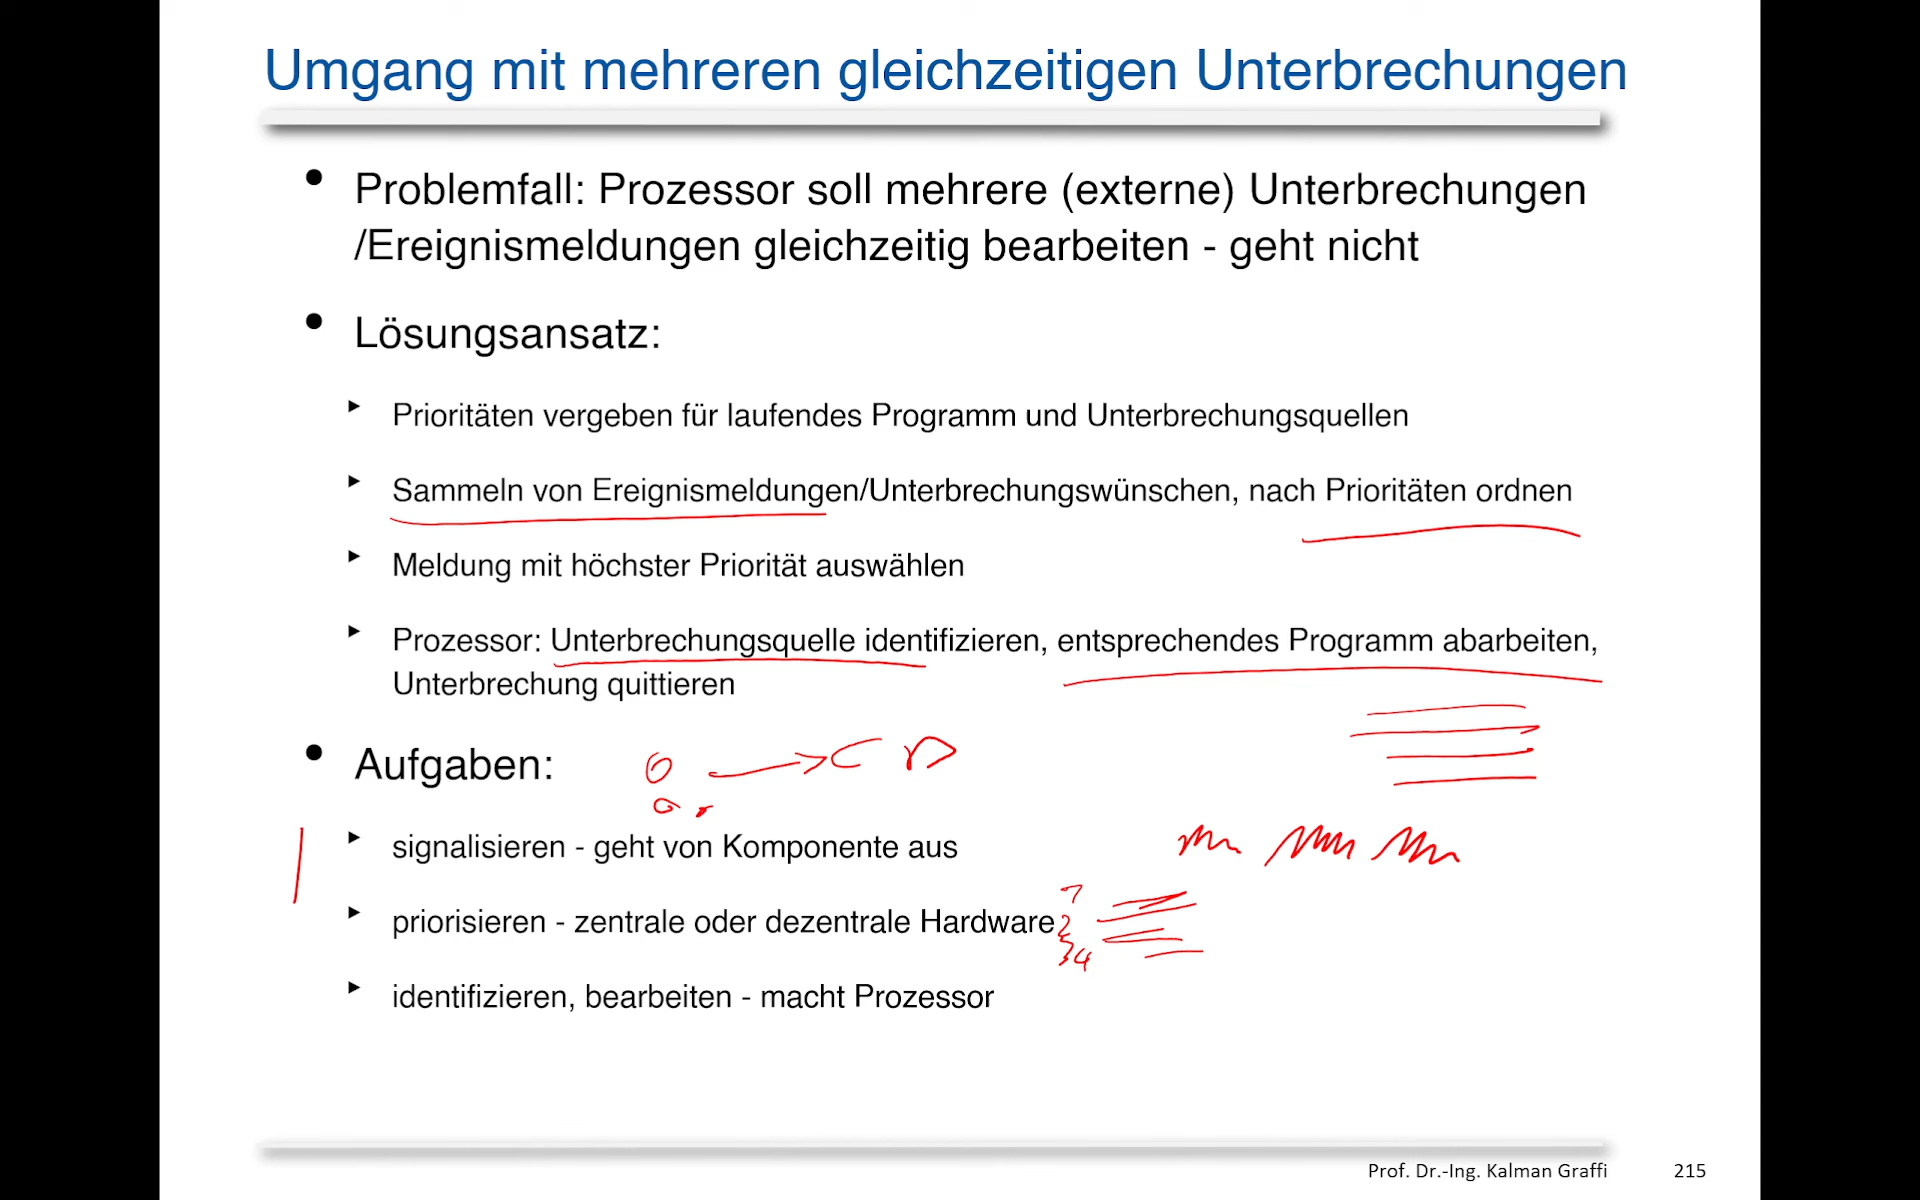 Umgang mit mehreren gleichzeitigen Unterbrechungen
• Problemfall: Prozessor soll mehrere (externe) Unterbrechungen
/Ereignismeldungen gleichzeitig bearbeiten - geht nicht
• Lösungsansatz:
‣ Prioritäten vergeben für laufendes Programm und Unterbrechungsquellen
‣ Sammeln von Ereignismeldungen/Unterbrechungswünschen, nach Prioritäten ordnen
‣ Meldung mit höchster Priorität auswählen
‣ Prozessor: Unterbrechungsquelle identifizieren, entsprechendes Programm abarbeiten,
Unterbrechung quittieren
• Aufgaben:
‣ signalisieren - geht von Komponente aus
‣ priorisieren - zentrale oder dezentrale Hardware
‣ identifizieren, bearbeiten - macht Prozessor
Prof. Dr.-Ing. Kalman Graffi 215